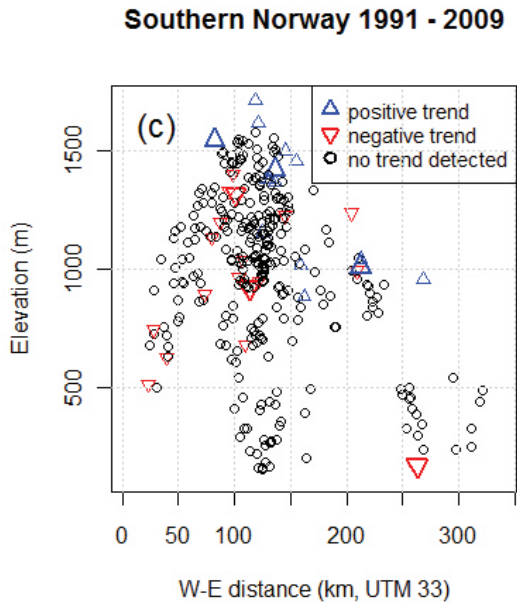 Southern Norway 1991 - 2009
(c)
positive trend
negative trend
no trend detected
Elevation (m)
1500
1000
500
0 50 100 200 300
W-E distance (km, UTM 33)